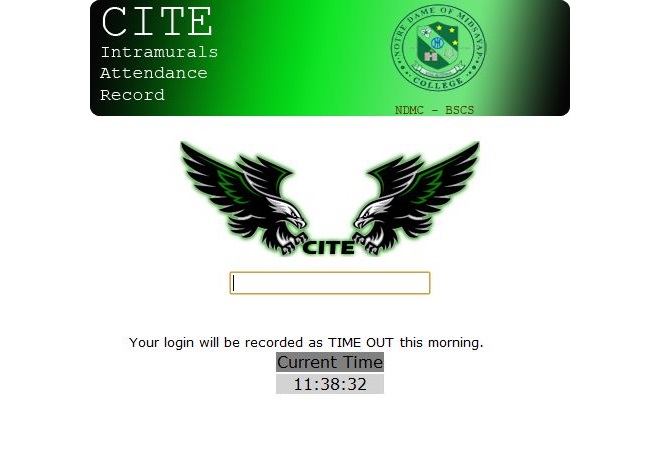 CITE
Intramurals
Attendance
Record
NOTRE DAME OF MIDSAYAP
COLLEGE
NDMC - BSCS
CITE
Your login will be recorded as TIME OUT this morning.
Current Time
11:38:32